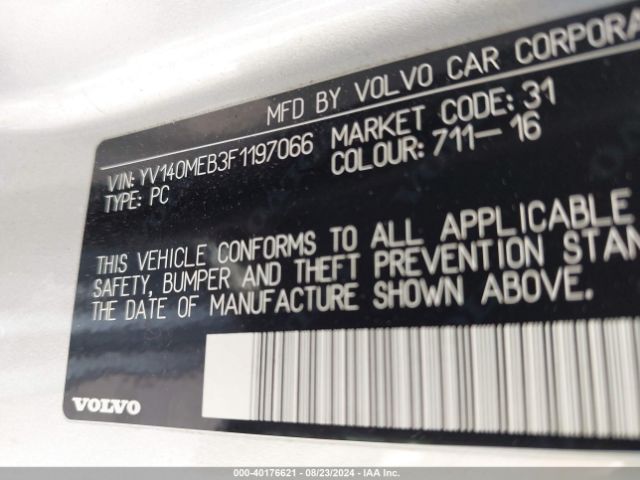 MFD BY VOLVO CAR CORPORA
VIN: YV140MEB3F1197066 MARKET CODE: 31
TYPE: PC COLOUR: 711-16
THIS VEHICLE CONFORMS TO ALL APPLICABLE
SAFETY, BUMPER AND THEFT PREVENTION STAN
THE DATE OF MANUFACTURE SHOWN ABOVE.
VOLVO
000-40176621 - 08/23/2024 - IAA Inc.